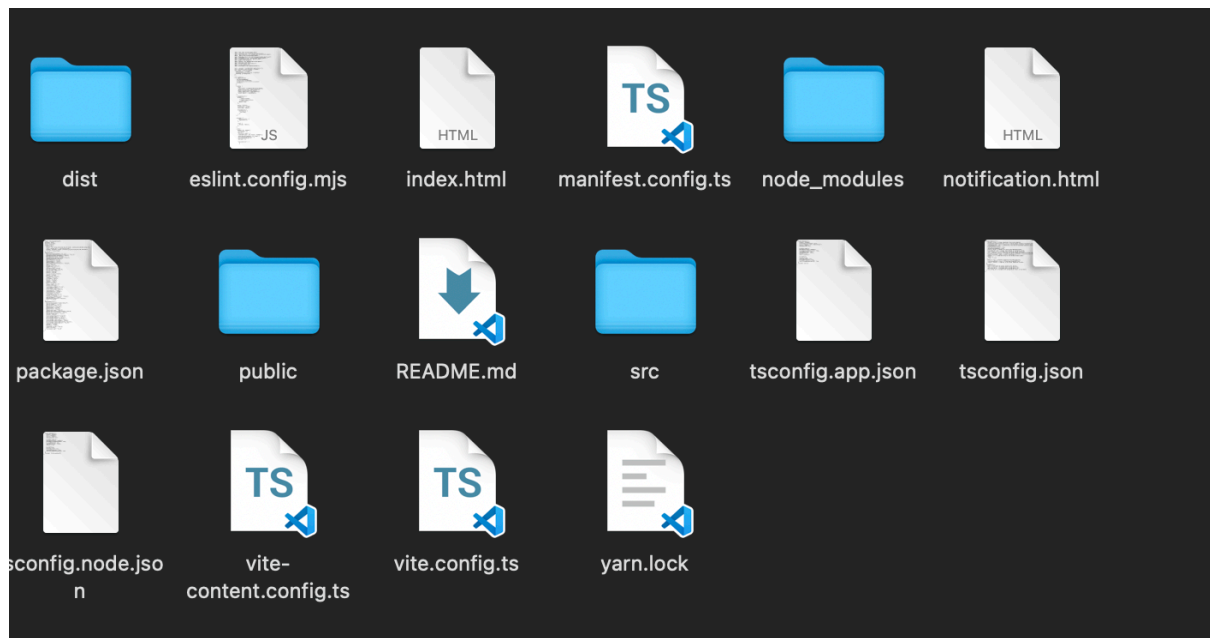 JS
HTML
TS
HTML
dist
eslint.config.mjs
index.html
manifest.config.ts
node_modules
notification.html
package.json
public
README.md
src
tsconfig.app.json
tsconfig.json
TS
TS
sconfig.node.jso
n
vite-
content.config.ts
vite.config.ts
yarn.lock